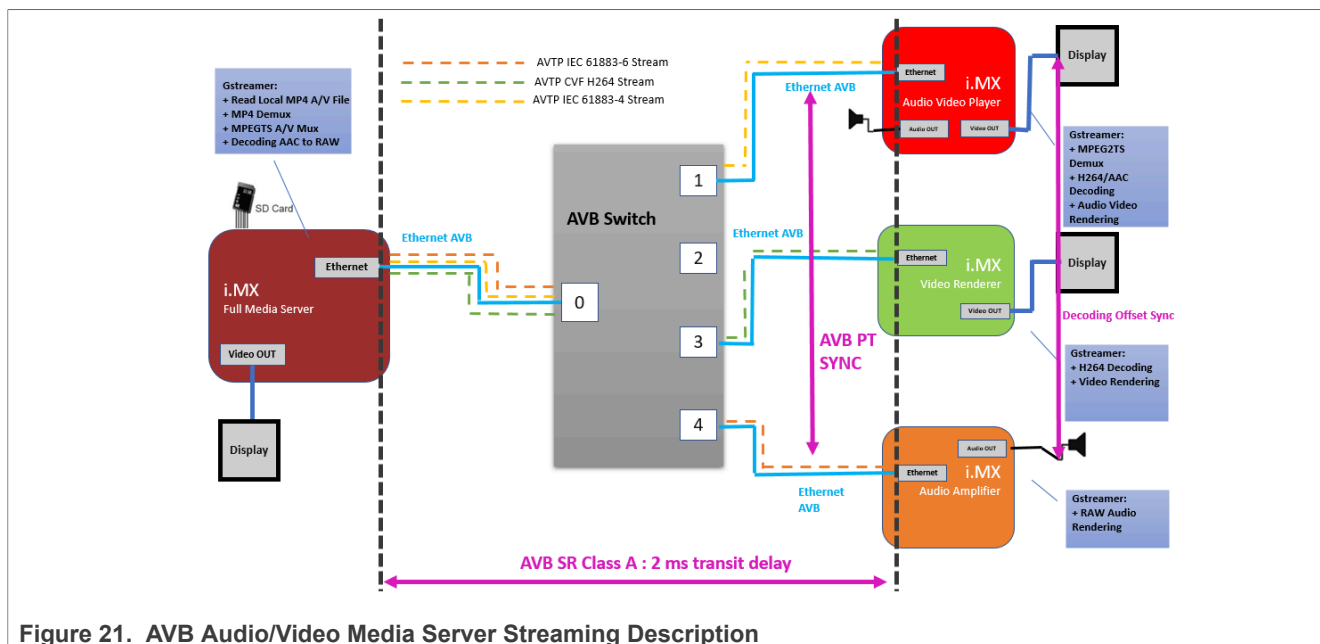 Gstreamer:
+ Read Local MP4 A/V File
+ MP4 Demux
+ MPEGTS A/V Mux
+ Decoding AAC to RAW
SD Card
Ethernet
i.MX
Full Media Server
Video OUT
Display
Ethernet AVB
AVTP IEC 61883-6 Stream
AVTP CVF H264 Stream
AVTP IEC 61883-4 Stream
AVB Switch
0
1
2
3
4
Ethernet AVB
Ethernet AVB
Ethernet
AVB
AVB PT
SYNC
Ethernet
i.MX
Audio Video Player
Audio OUT
Video OUT
Display
Gstreamer:
+ MPEG2TS
Demux
+ H264/AAC
Decoding
+ Audio Video
Rendering
Ethernet
i.MX
Video Renderer
Video OUT
Display
Decoding Offset Sync
Gstreamer:
+ H264 Decoding
+ Video Rendering
Audio OUT
Ethernet
i.MX
Audio Amplifier
Gstreamer:
+ RAW Audio
Rendering
AVB SR Class A : 2 ms transit delay
Figure 21. AVB Audio/Video Media Server Streaming Description